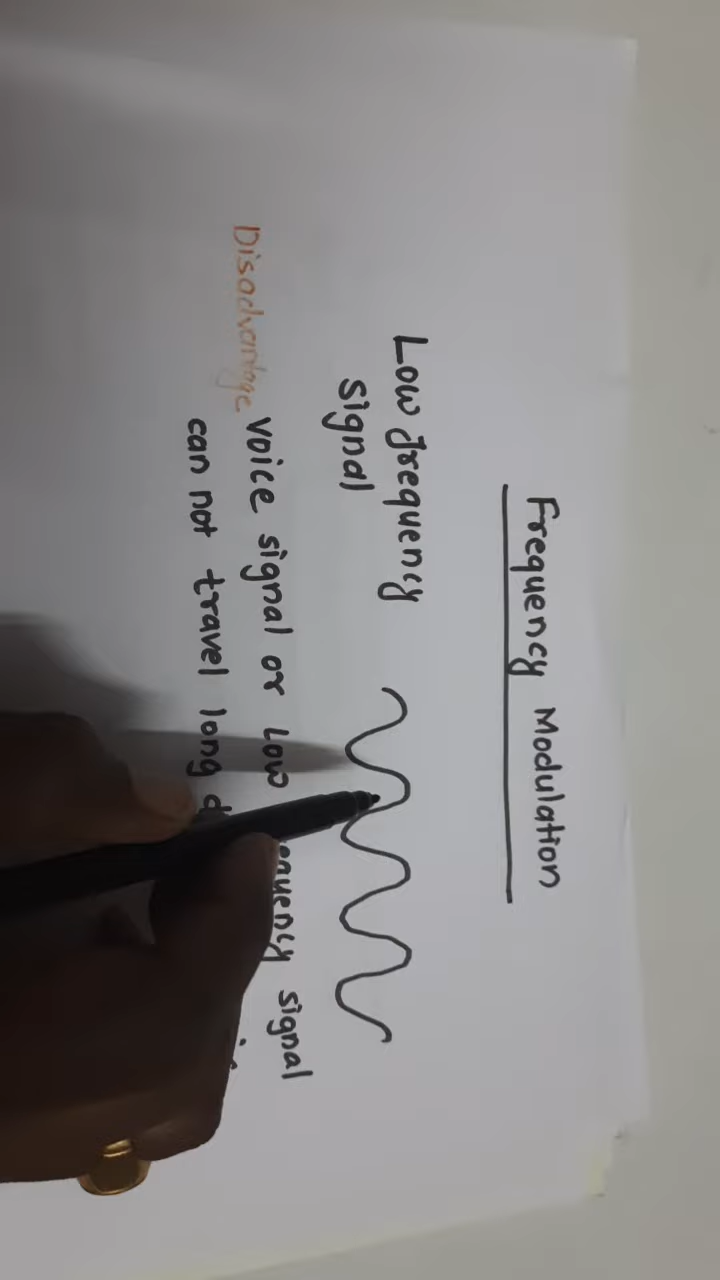 Frequency Modulation
Low frequency
signal
Disadvantage
voice signal or Low signal
can not travel long